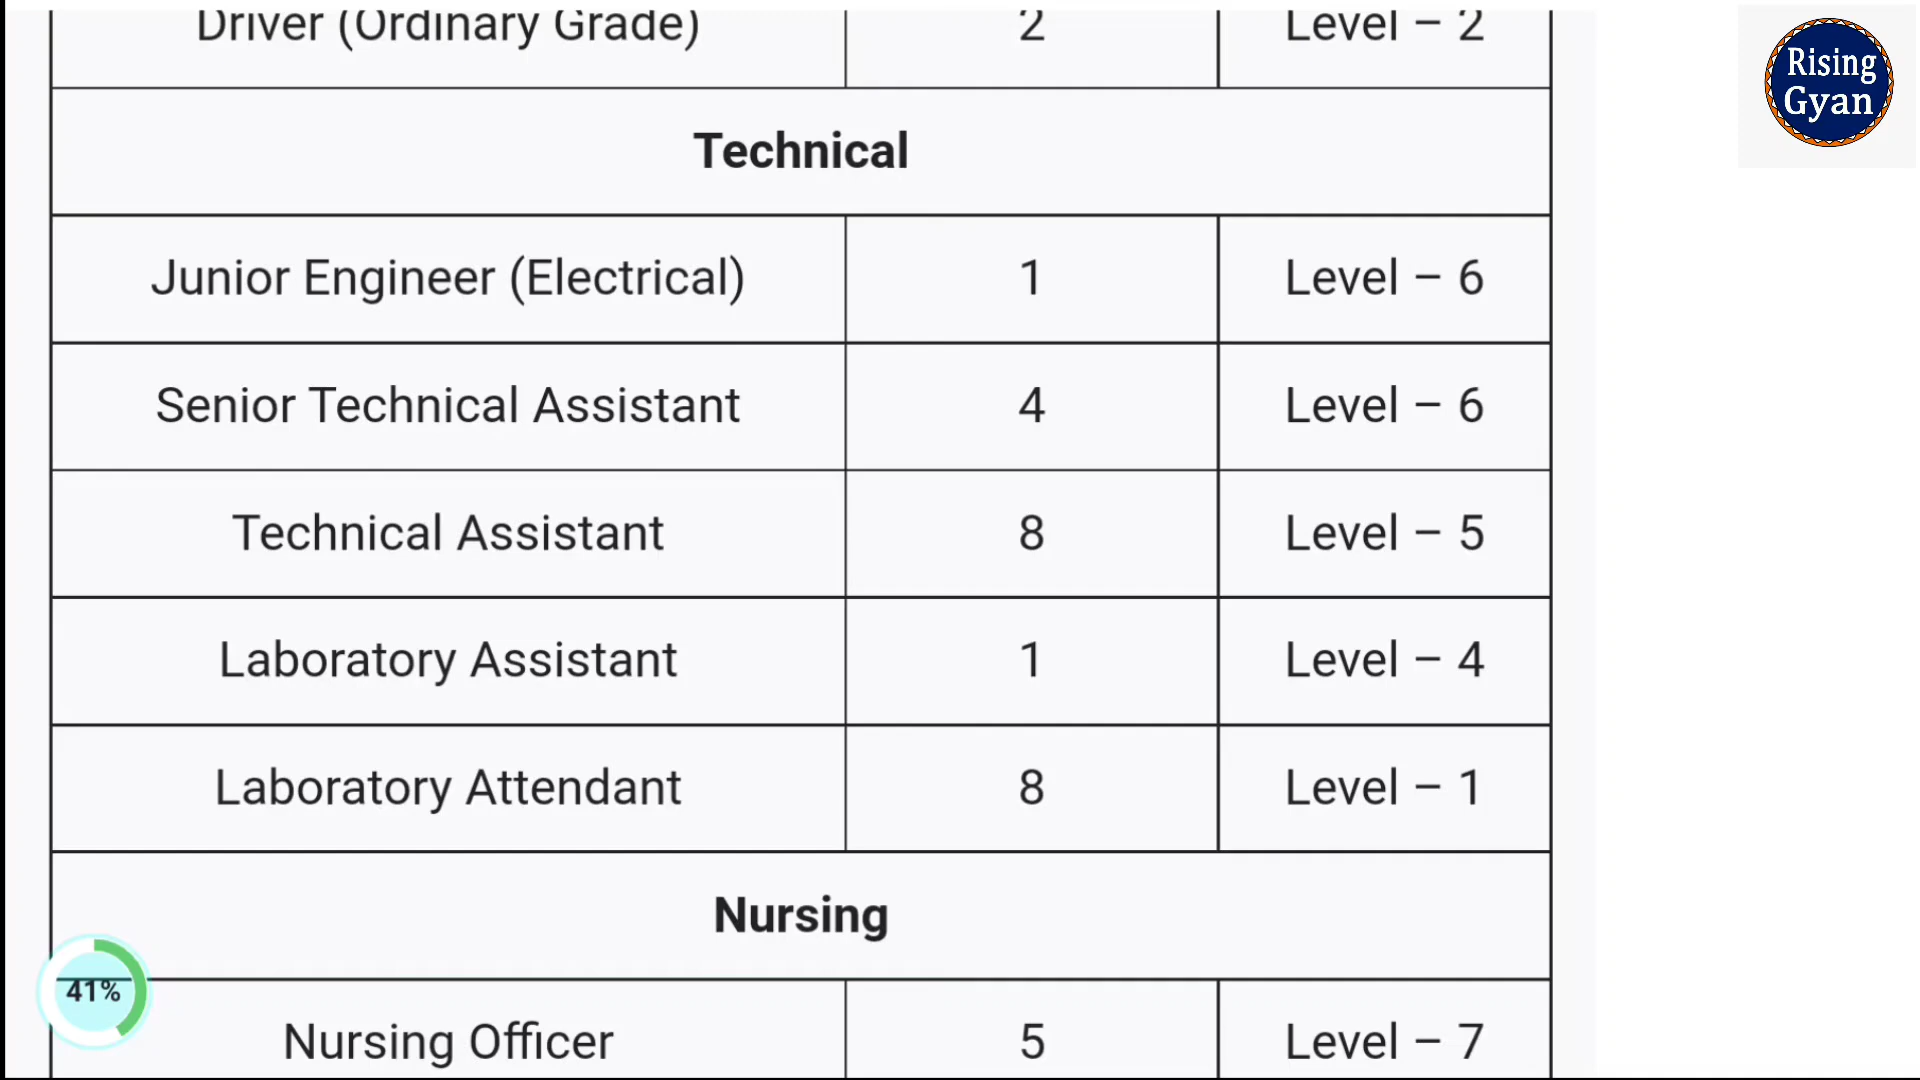 Driver (Ordinary Grade) 2 Level – 2
Rising
Gyan
Technical
Junior Engineer (Electrical) 1 Level – 6
Senior Technical Assistant 4 Level – 6
Technical Assistant 8 Level – 5
Laboratory Assistant 1 Level – 4
Laboratory Attendant 8 Level – 1
Nursing
41%
Nursing Officer 5 Level – 7